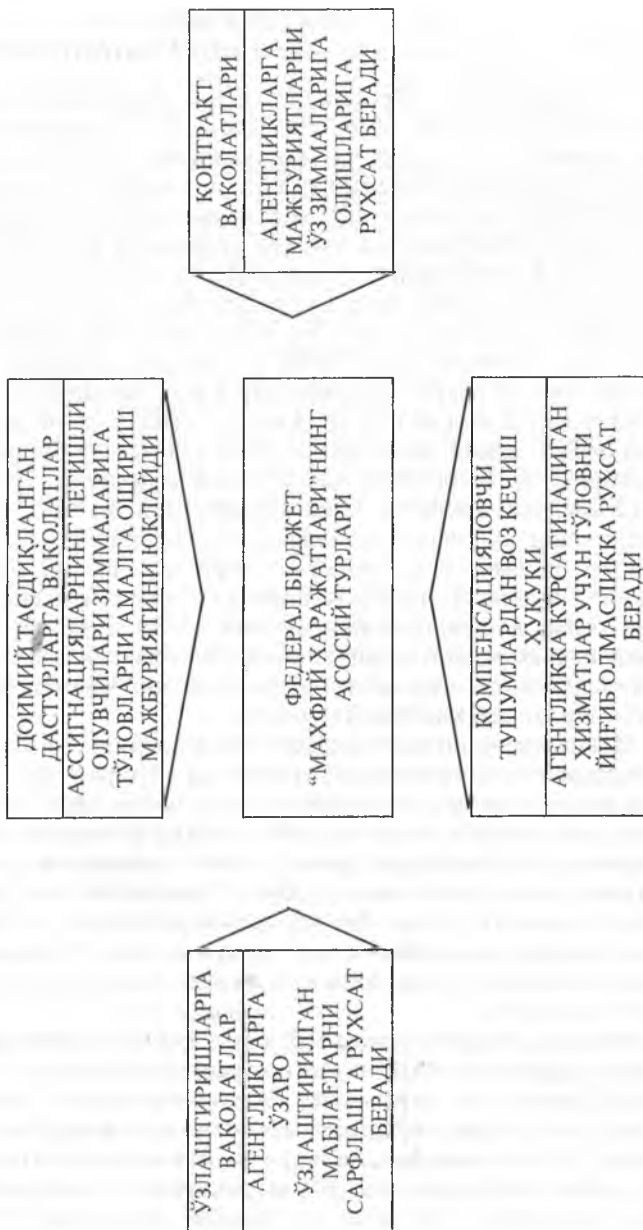 ДОИМИЙ ТАСДИҚЛАНГАН
ДАСТУРЛАРГА ВАКОЛАТЛАР
АССИГНАЦИЯЛАРНИНГ ТЕГИШЛИ
ОЛУВЧИЛАРИ ЗИММАЛАРИГА
ТЎЛОВЛАРНИ АМАЛГА ОШИРИШ
МАЖБУРИЯТИНИ ЮКЛАЙДИ
ЎЗЛАШТИРИШЛАРГА
ВАКОЛАТЛАР
АГЕНТЛИКЛАРГА
ЎЗАРО
УЗЛАШТИРИЛГАН
МАБЛАҒЛАРНИ
САРФЛАШГА РУХСАТ
БЕРАДИ
ФЕДЕРАЛ БЮДЖЕТ
“МАХФИЙ ХАРАЖАТЛАРИ”НИНГ
АСОСИЙ ТУРЛАРИ
КОНТРАКТ
ВАКОЛАТЛАРИ
АГЕНТЛИКЛАРГА
МАЖБУРИЯТЛАРНИ
ЎЗ ЗИММАЛАРИГА
ОЛИШЛАРИГА
РУХСАТ БЕРАДИ
КОМПЕНСАЦИЯЛОВЧИ
ТУШУМЛАРДАН ВОЗ КЕЧИШ
ҲУҚУҚИ
АГЕНТЛИК КЎРСАТИЛАДИГАН
ХИЗМАТЛАР УЧУН ТЎЛОВНИ
ЙИҒИБ ОЛМАСЛИККА РУХСАТ
БЕРАДИ